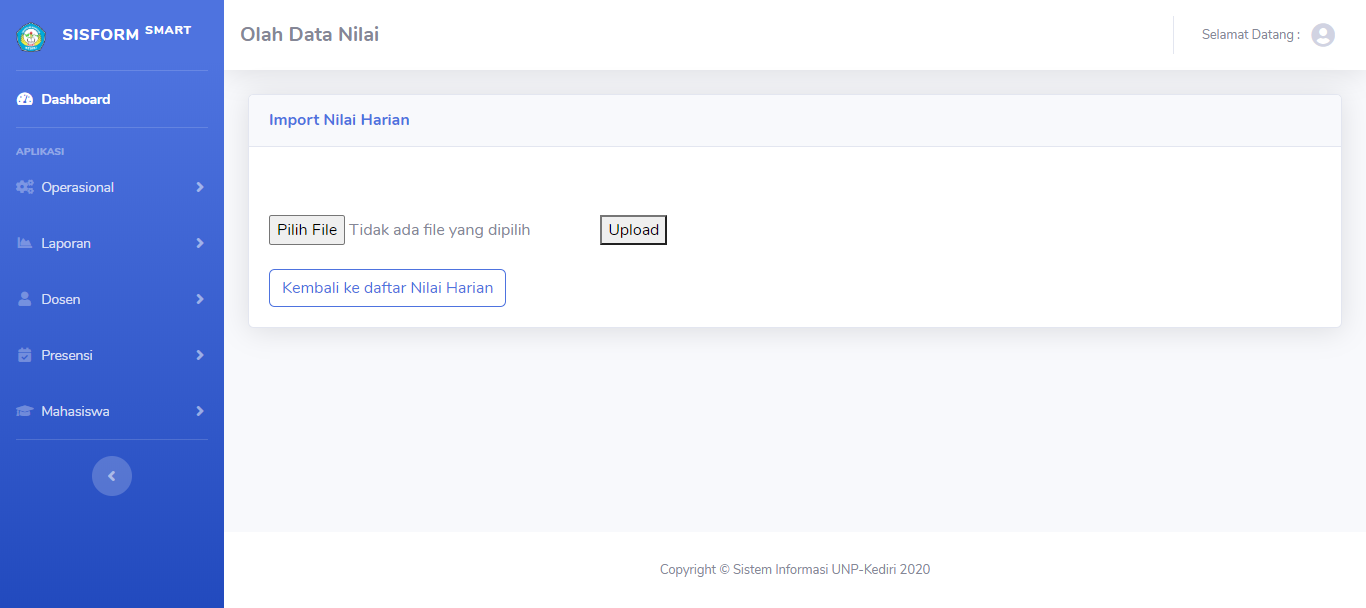 SISFORM SMART
Dashboard
APLIKASI
Operasional
Laporan
Dosen
Presensi
Mahasiswa
Olah Data Nilai
Selamat Datang :
Import Nilai Harian
Pilih File Tidak ada file yang dipilih Upload
Kembali ke daftar Nilai Harian
Copyright © Sistem Informasi UNP-Kediri 2020